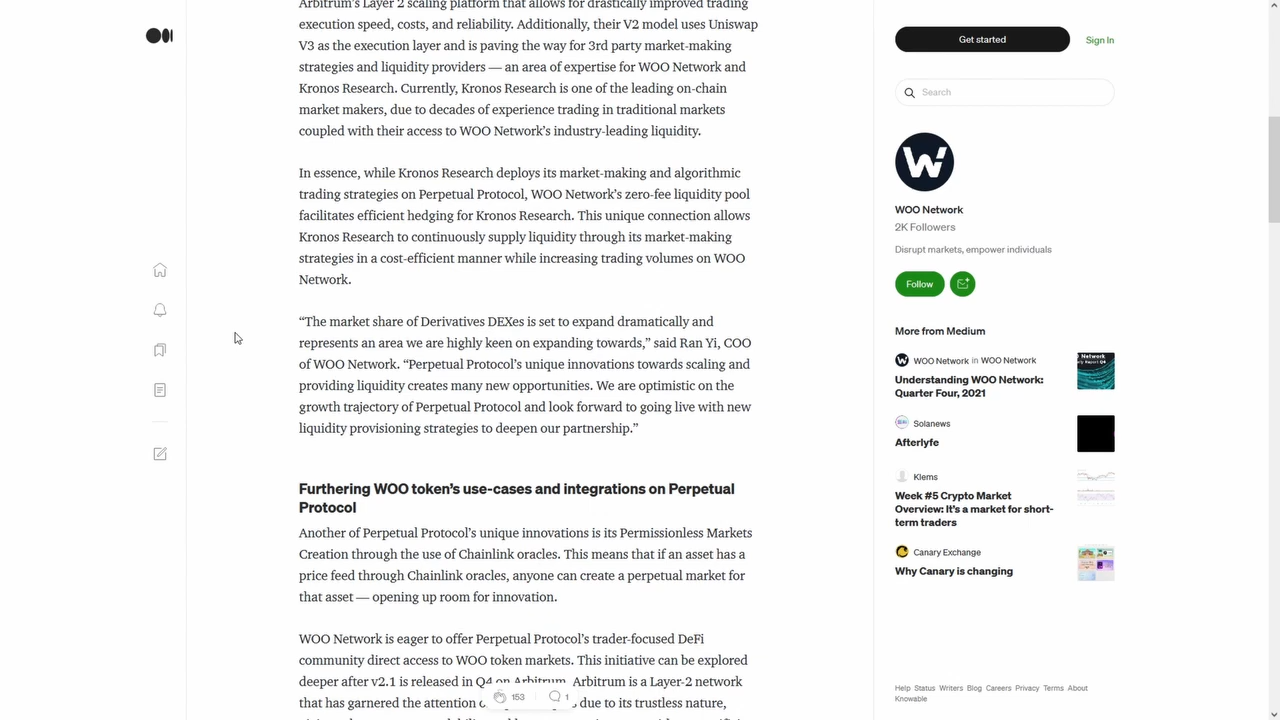 Arbitrum's Layer 2 scaling platform that allows for drastically improved trading
execution speed, costs, and reliability. Additionally, their V2 model uses Uniswap
V3 as the execution layer and is paving the way for 3rd party market-making
strategies and liquidity providers — an area of expertise for WOO Network and
Kronos Research. Currently, Kronos Research is one of the leading on-chain
market makers, due to decades of experience trading in traditional markets
coupled with their access to WOO Network's industry-leading liquidity.
In essence, while Kronos Research deploys its market-making and algorithmic
trading strategies on Perpetual Protocol, WOO Network's zero-fee liquidity pool
facilitates efficient hedging for Kronos Research. This unique connection allows
Kronos Research to continuously supply liquidity through its market-making
strategies in a cost-efficient manner while increasing trading volumes on WOO
Network.
“The market share of Derivatives DEXes is set to expand dramatically and
represents an area we are highly keen on expanding towards,” said Ran Yi, COO
of WOO Network. “Perpetual Protocol's unique innovations towards scaling and
providing liquidity creates many new opportunities. We are optimistic on the
growth trajectory of Perpetual Protocol and look forward to going live with new
liquidity provisioning strategies to deepen our partnership.”
Furthering WOO token's use-cases and integrations on Perpetual
Protocol
Another of Perpetual Protocol's unique innovations is its Permissionless Markets
Creation through the use of Chainlink oracles. This means that if an asset has a
price feed through Chainlink oracles, anyone can create a perpetual market for
that asset — opening up room for innovation.
WOO Network is eager to offer Perpetual Protocol's trader-focused DeFi
community direct access to WOO token markets. This initiative can be explored
deeper after v2.1 is released in Q4 on Arbitrum. Arbitrum is a Layer-2 network
that has garnered the attention due to its trustless nature,
153
1
Get started
Sign In
Search
WOO Network
2K Followers
Disrupt markets, empower individuals
Follow
More from Medium
WOO Network in WOO Network
Understanding WOO Network:
Quarter Four, 2021
Solanews
Afterlyfe
Klems
Week #5 Crypto Market
Overview: It's a market for short-
term traders
Canary Exchange
Why Canary is changing
Help Status Writers Blog Careers Privacy Terms About
Knowable